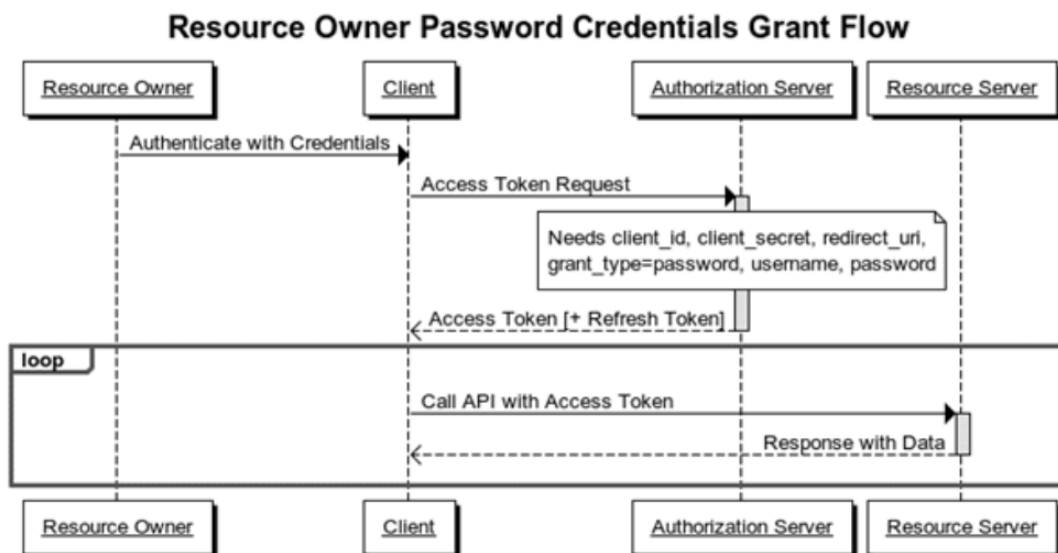 Resource Owner Password Credentials Grant Flow
Resource Owner
Client
Authorization Server
Resource Server
Authenticate with Credentials
Access Token Request
Needs client_id, client_secret, redirect_uri,
grant_type=password, username, password
Access Token [+ Refresh Token]
loop
Call API with Access Token
Response with Data
Resource Owner
Client
Authorization Server
Resource Server